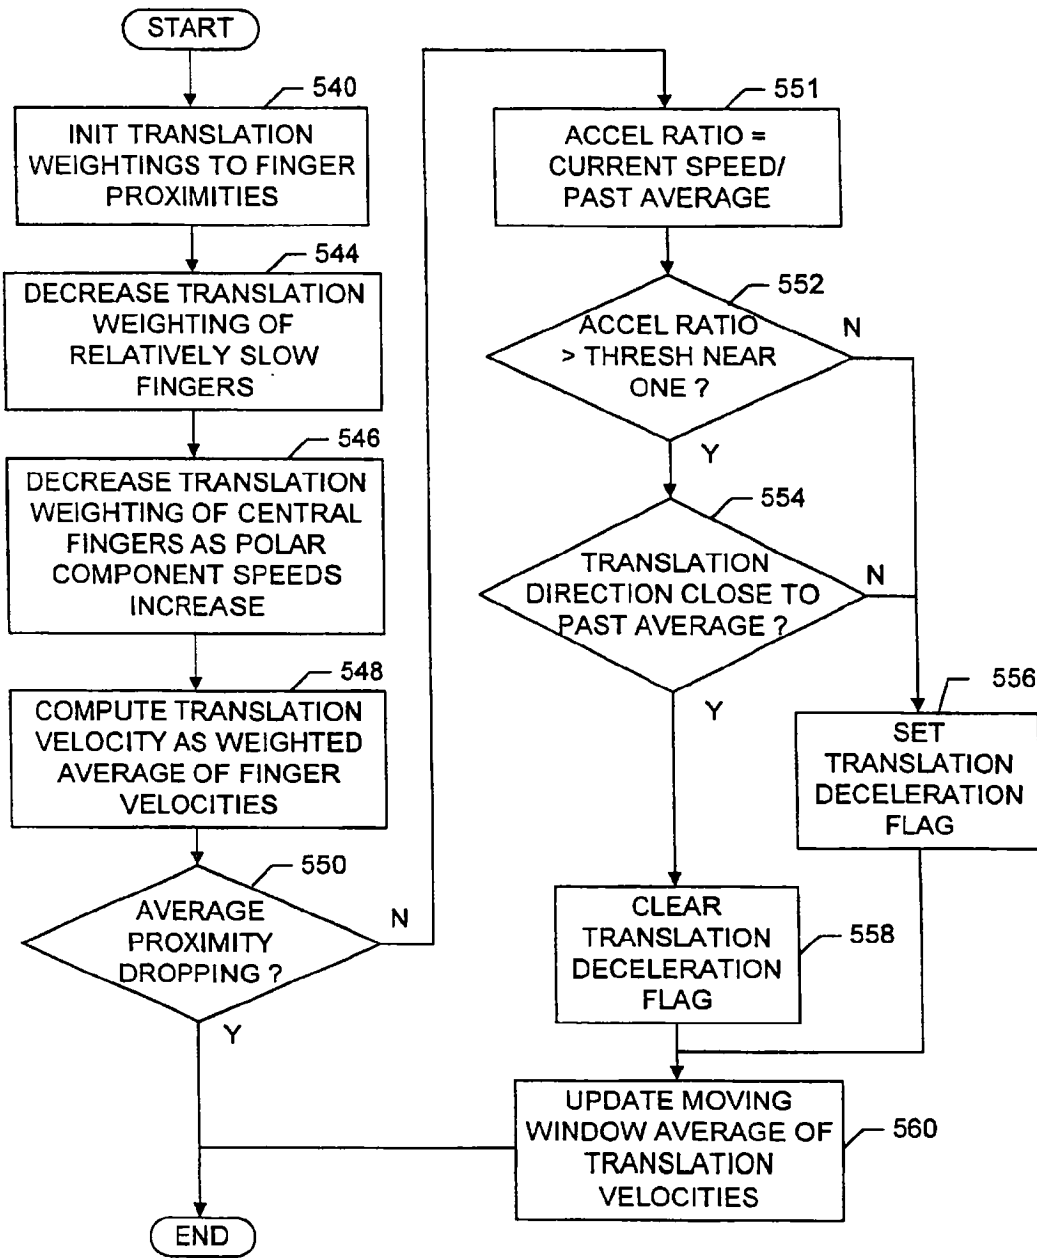 START
540
INIT TRANSLATION
WEIGHTINGS TO FINGER
PROXIMITIES
544
DECREASE TRANSLATION
WEIGHTING OF
RELATIVELY SLOW
FINGERS
546
DECREASE TRANSLATION
WEIGHTING OF CENTRAL
FINGERS AS POLAR
COMPONENT SPEEDS
INCREASE
548
COMPUTE TRANSLATION
VELOCITY AS WEIGHTED
AVERAGE OF FINGER
VELOCITIES
550
AVERAGE
PROXIMITY
DROPPING ?
N
Y
END
551
ACCEL RATIO =
CURRENT SPEED/
PAST AVERAGE
552
ACCEL RATIO
> THRESH NEAR
ONE ?
N
Y
554
TRANSLATION
DIRECTION CLOSE TO
PAST AVERAGE ?
N
Y
556
SET
TRANSLATION
DECELERATION
FLAG
CLEAR
TRANSLATION
DECELERATION
FLAG
558
UPDATE MOVING
WINDOW AVERAGE OF
TRANSLATION
VELOCITIES
560